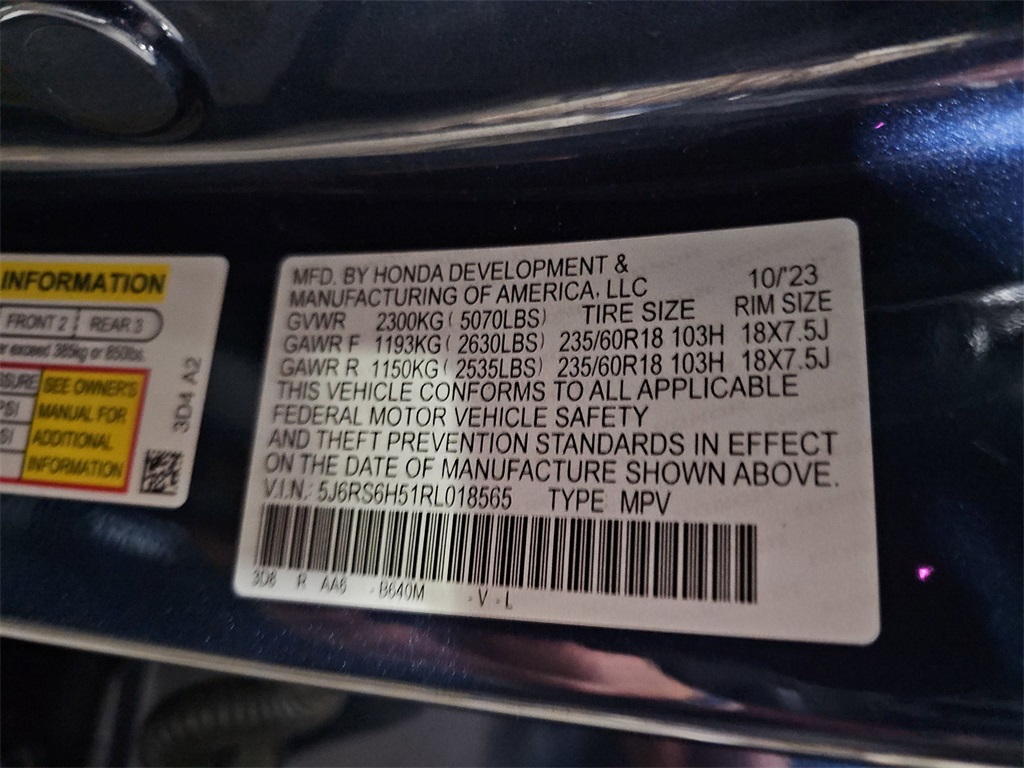 INFORMATION
FRONT 2 REAR 3
er exceed 385kg or 850lbs.
SURE SEE OWNER'S
PSI MANUAL FOR
SI ADDITIONAL
INFORMATION
3D4 A2
MFD. BY HONDA DEVELOPMENT &
MANUFACTURING OF AMERICA, LLC 10/'23
GVWR 2300KG ( 5070LBS) TIRE SIZE RIM SIZE
GAWR F 1193KG ( 2630LBS) 235/60R18 103H 18X7.5J
GAWR R 1150KG ( 2535LBS) 235/60R18 103H 18X7.5J
THIS VEHICLE CONFORMS TO ALL APPLICABLE
FEDERAL MOTOR VEHICLE SAFETY
AND THEFT PREVENTION STANDARDS IN EFFECT
ON THE DATE OF MANUFACTURE SHOWN ABOVE.
V.I.N.: 5J6RS6H51RL018565 TYPE MPV
3D8 R AA6 - B640M - V - L